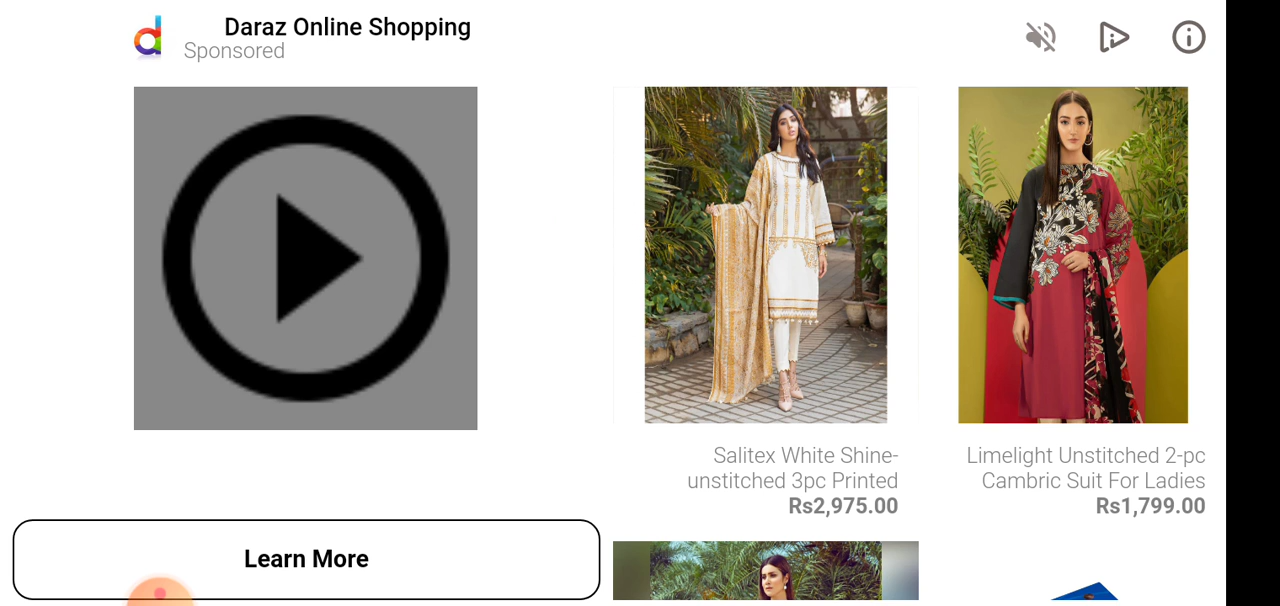 Daraz Online Shopping
Sponsored
Salitex White Shine-
unstitched 3pc Printed
Rs2,975.00
Limelight Unstitched 2-pc
Cambric Suit For Ladies
Rs1,799.00
Learn More